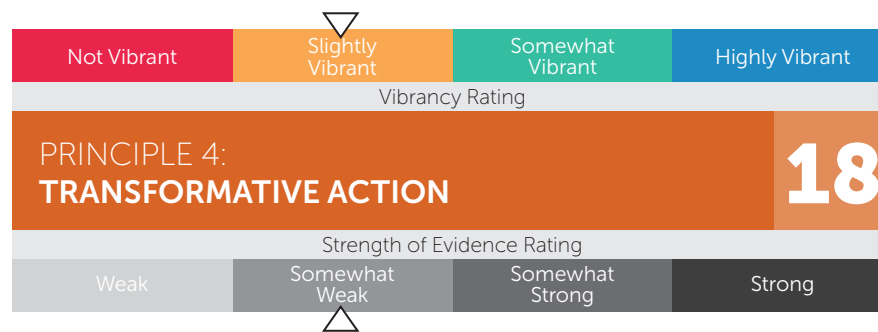 Not Vibrant
Slightly
Vibrant
Somewhat
Vibrant
Highly Vibrant
Vibrancy Rating
PRINCIPLE 4:
TRANSFORMATIVE ACTION
18
Strength of Evidence Rating
Weak
Somewhat
Weak
Somewhat
Strong
Strong